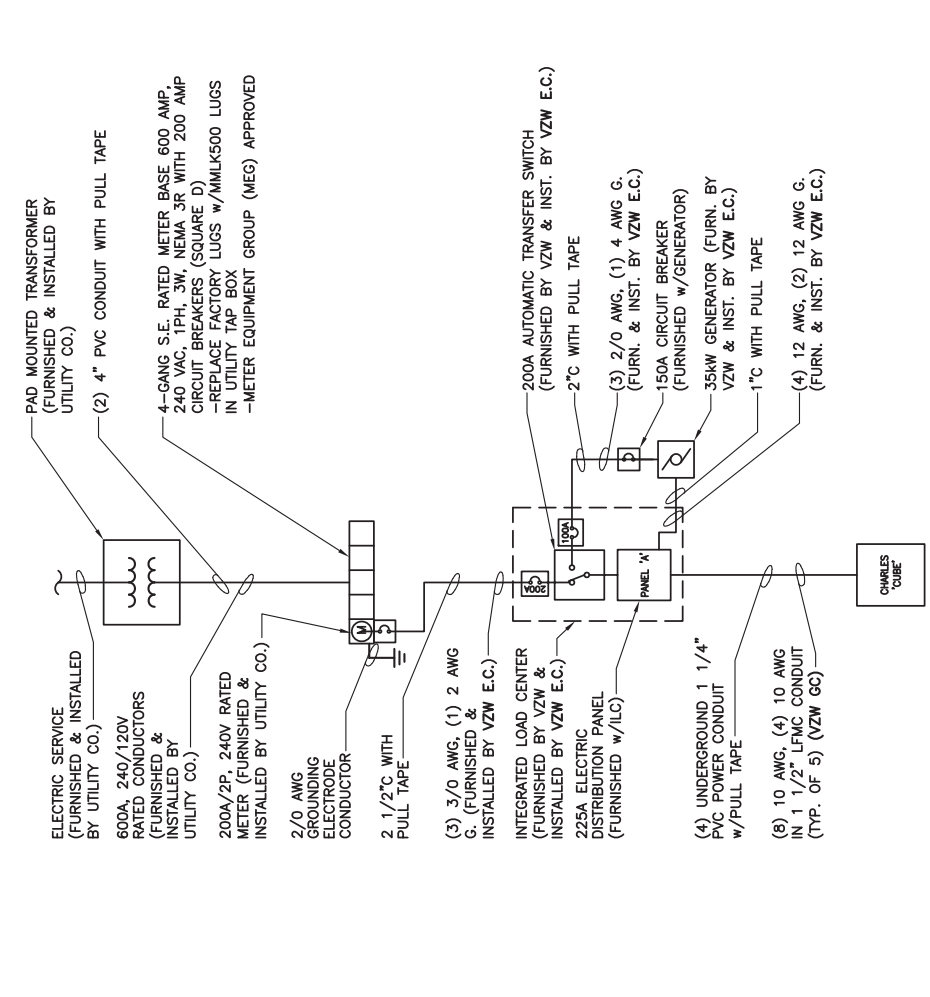 ELECTRIC SERVICE
(FURNISHED & INSTALLED
BY UTILITY CO.)
600A, 240/120V
RATED CONDUCTORS
(FURNISHED &
INSTALLED BY
UTILITY CO.)
200A/2P, 240V RATED
METER (FURNISHED &
INSTALLED BY UTILITY CO.)
2/0 AWG
GROUNDING
ELECTRODE
CONDUCTOR
2 1/2"C WITH
PULL TAPE
(3) 3/0 AWG, (1) 2 AWG
G. (FURNISHED &
INSTALLED BY VZW E.C.)
INTEGRATED LOAD CENTER
(FURNISHED BY VZW &
INSTALLED BY VZW E.C.)
225A ELECTRIC
DISTRIBUTION PANEL
(FURNISHED w/ILC)
(4) UNDERGROUND 1 1/4"
PVC POWER CONDUIT
w/PULL TAPE
(8) 10 AWG, (4) 10 AWG
IN 1 1/2" LFMC CONDUIT
(TYP. OF 5) (VZW GC)
M
200A
100A
PANEL 'A'
CHARLES
'CUBE'
PAD MOUNTED TRANSFORMER
(FURNISHED & INSTALLED BY
UTILITY CO.)
(2) 4" PVC CONDUIT WITH PULL TAPE
4-GANG S.E. RATED METER BASE 600 AMP,
240 VAC, 1PH, 3W, NEMA 3R WITH 200 AMP
CIRCUIT BREAKERS (SQUARE D)
-REPLACE FACTORY LUGS w/MMLK500 LUGS
IN UTILITY TAP BOX
-METER EQUIPMENT GROUP (MEG) APPROVED
200A AUTOMATIC TRANSFER SWITCH
(FURNISHED BY VZW & INST. BY VZW E.C.)
2"C WITH PULL TAPE
(3) 2/0 AWG, (1) 4 AWG G.
(FURN. & INST. BY VZW E.C.)
150A CIRCUIT BREAKER
(FURNISHED w/GENERATOR)
35kW GENERATOR (FURN. BY
VZW & INST. BY VZW E.C.)
1"C WITH PULL TAPE
(4) 12 AWG, (2) 12 AWG G.
(FURN. & INST. BY VZW E.C.)